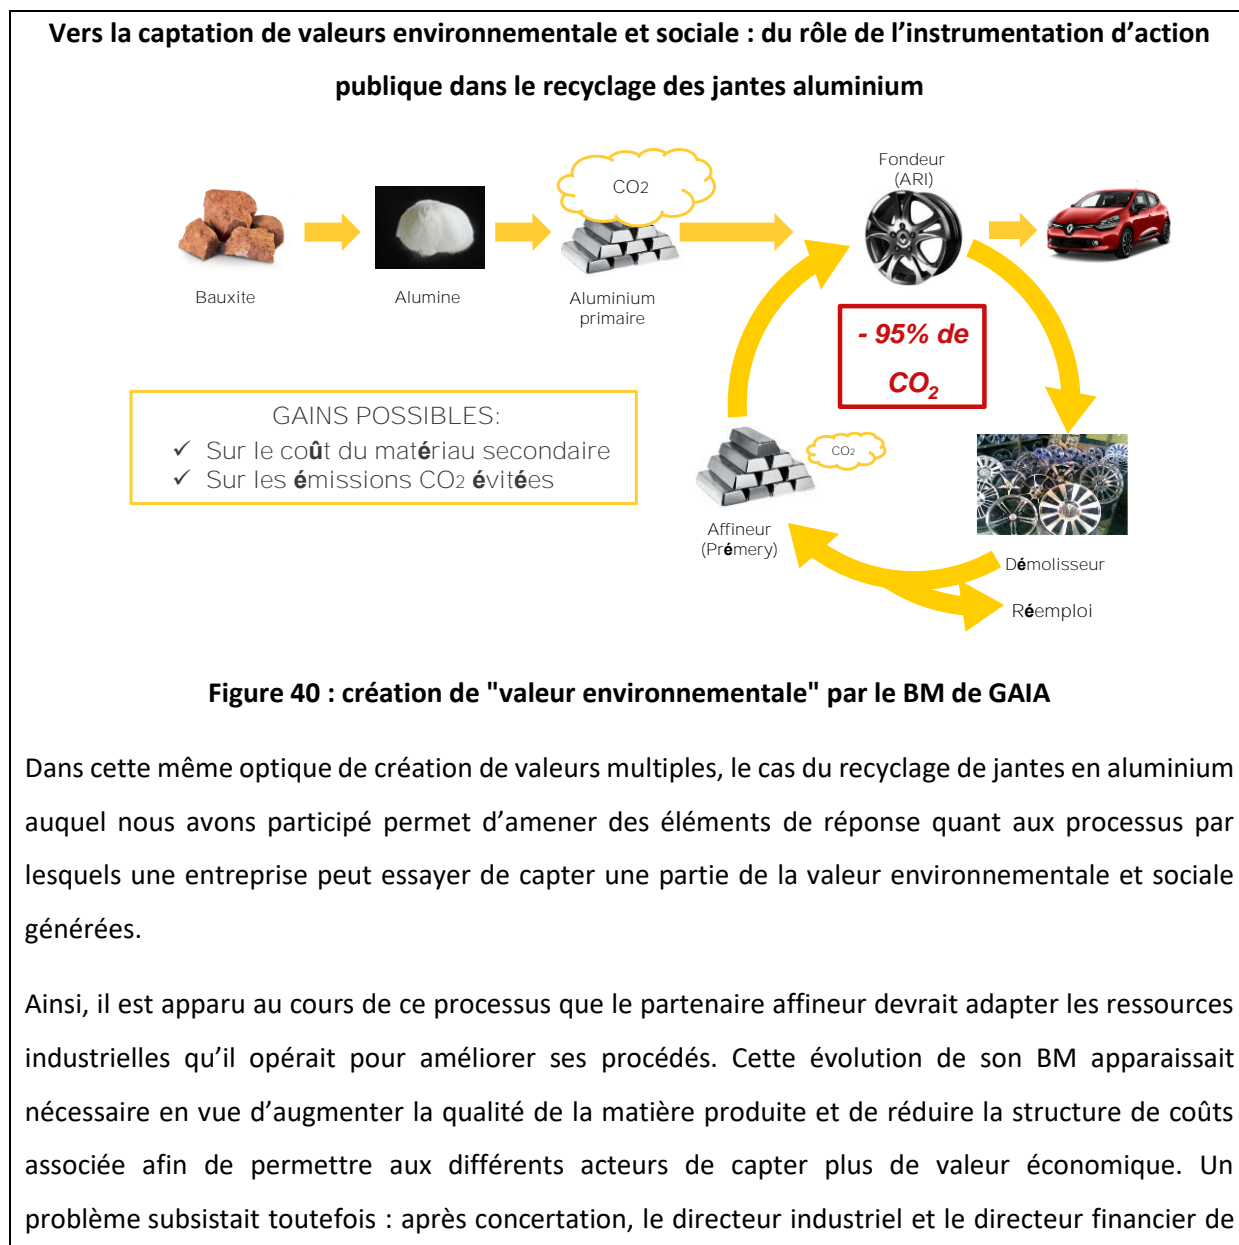 Vers la captation de valeurs environnementale et sociale : du rôle de l’instrumentation d’action
publique dans le recyclage des jantes aluminium
Fondeur
(ARI)
CO2
Bauxite
Alumine
Aluminium
primaire
- 95% de
CO₂
GAINS POSSIBLES:
✓ Sur le coût du matériau secondaire
✓ Sur les émissions CO2 évitées
CO₂
Affineur
(Prémery)
Démolisseur
Réemploi
Figure 40 : création de "valeur environnementale" par le BM de GAIA
Dans cette même optique de création de valeurs multiples, le cas du recyclage de jantes en aluminium
auquel nous avons participé permet d’amener des éléments de réponse quant aux processus par
lesquels une entreprise peut essayer de capter une partie de la valeur environnementale et sociale
générées.
Ainsi, il est apparu au cours de ce processus que le partenaire affineur devrait adapter les ressources
industrielles qu’il opérait pour améliorer ses procédés. Cette évolution de son BM apparaissait
nécessaire en vue d’augmenter la qualité de la matière produite et de réduire la structure de coûts
associée afin de permettre aux différents acteurs de capter plus de valeur économique. Un
problème subsistait toutefois : après concertation, le directeur industriel et le directeur financier de